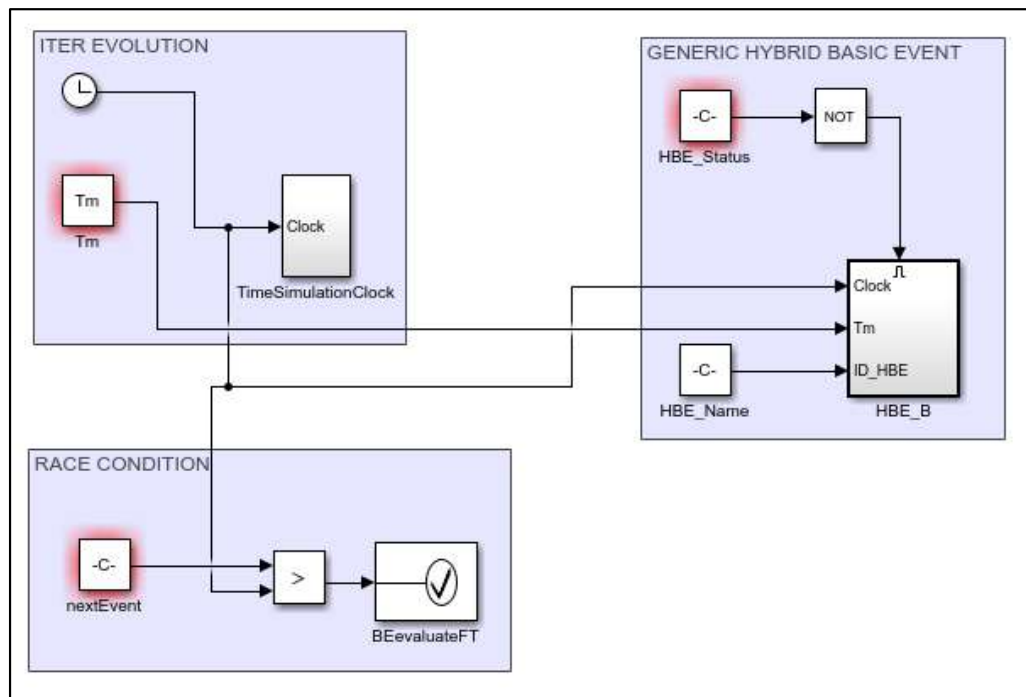 ITER EVOLUTION
Tm
Tm
Clock
TimeSimulationClock
GENERIC HYBRID BASIC EVENT
-C-
HBE_Status
NOT
Clock
Tm
ID_HBE
HBE_B
-C-
HBE_Name
RACE CONDITION
-C-
nextEvent
>
BEevaluateFT